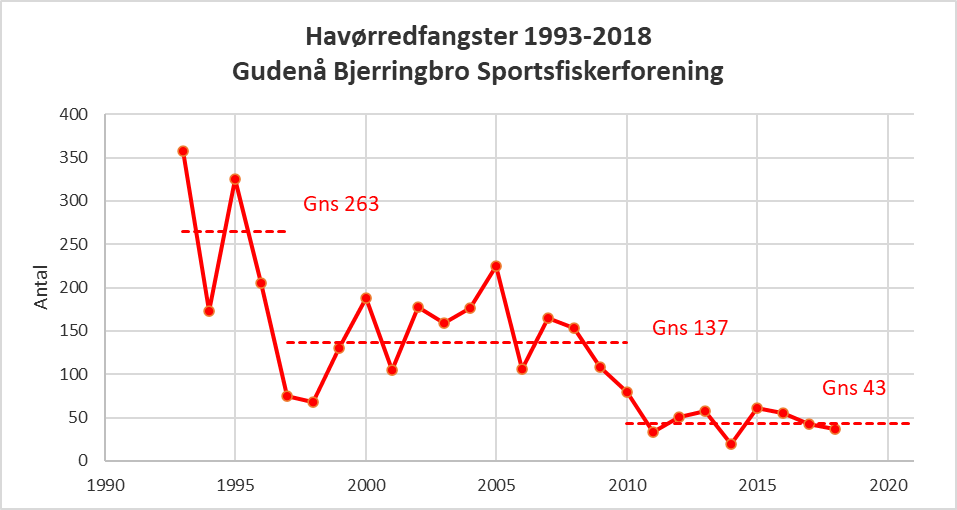 Havørredfangster 1993-2018
Gudenå Bjerringbro Sportsfiskerforening
400
350
300
250
200
150
100
50
0
Antal
Gns 263
Gns 137
Gns 43
1990
1995
2000
2005
2010
2015
2020